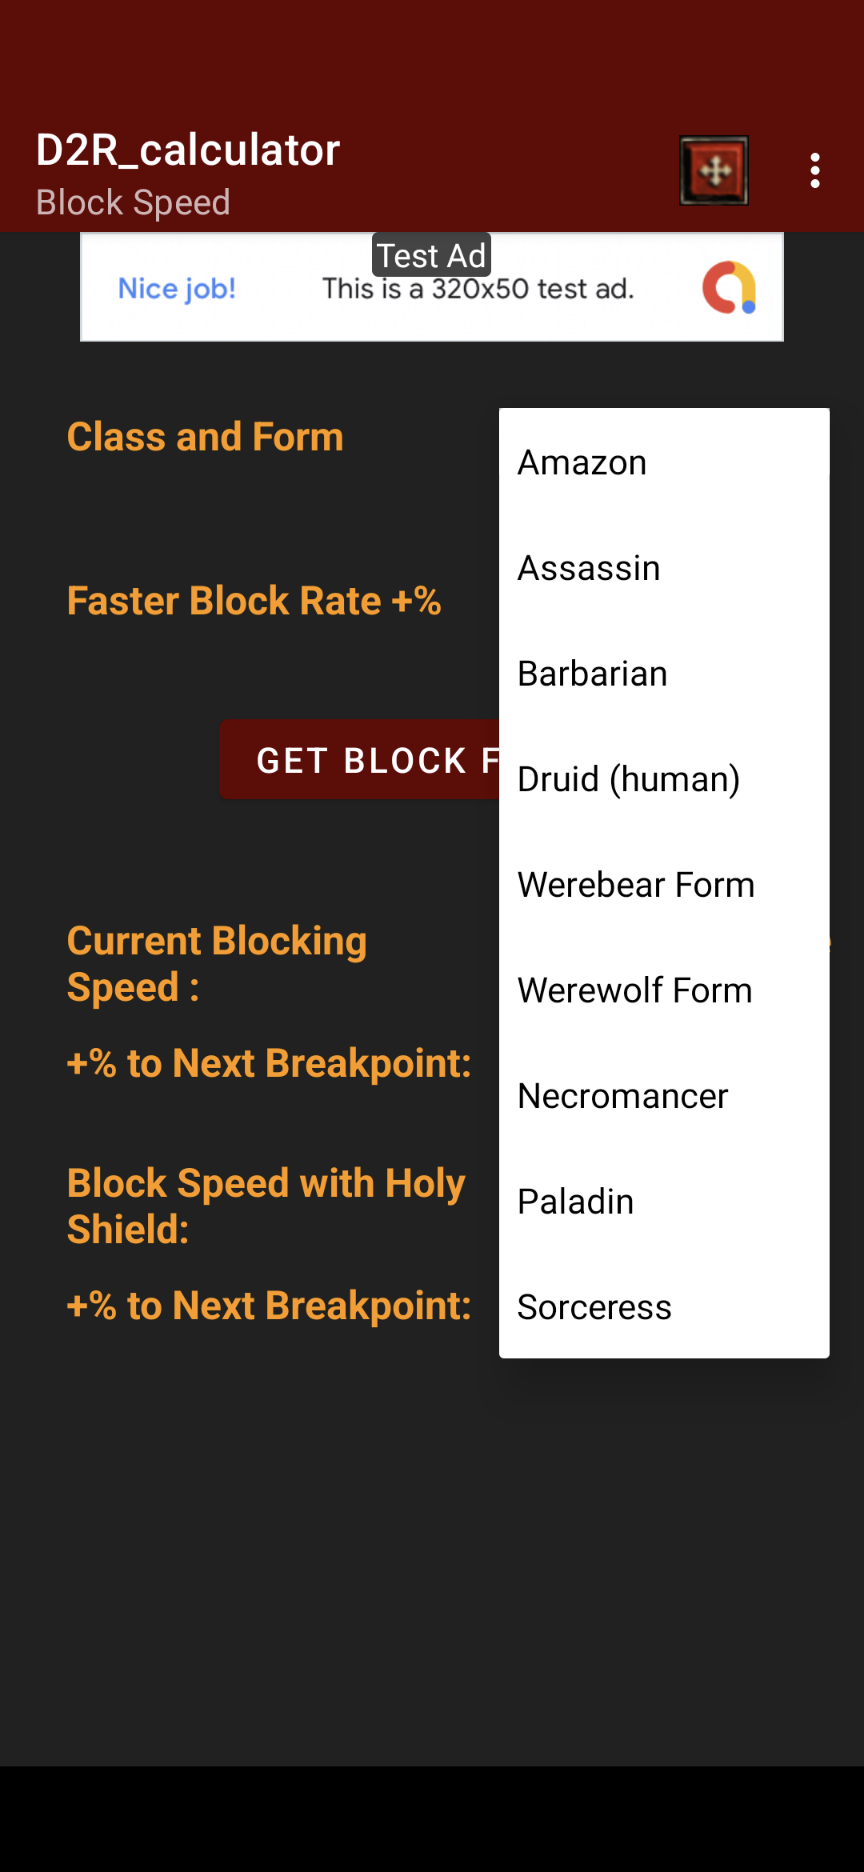 D2R_calculator
Block Speed
Test Ad
Nice job!
This is a 320x50 test ad.
Class and Form
Faster Block Rate +%
GET BLOCK F
Current Blocking
Speed :
+% to Next Breakpoint:
Block Speed with Holy
Shield:
+% to Next Breakpoint:
Amazon
Assassin
Barbarian
Druid (human)
Werebear Form
Werewolf Form
Necromancer
Paladin
Sorceress